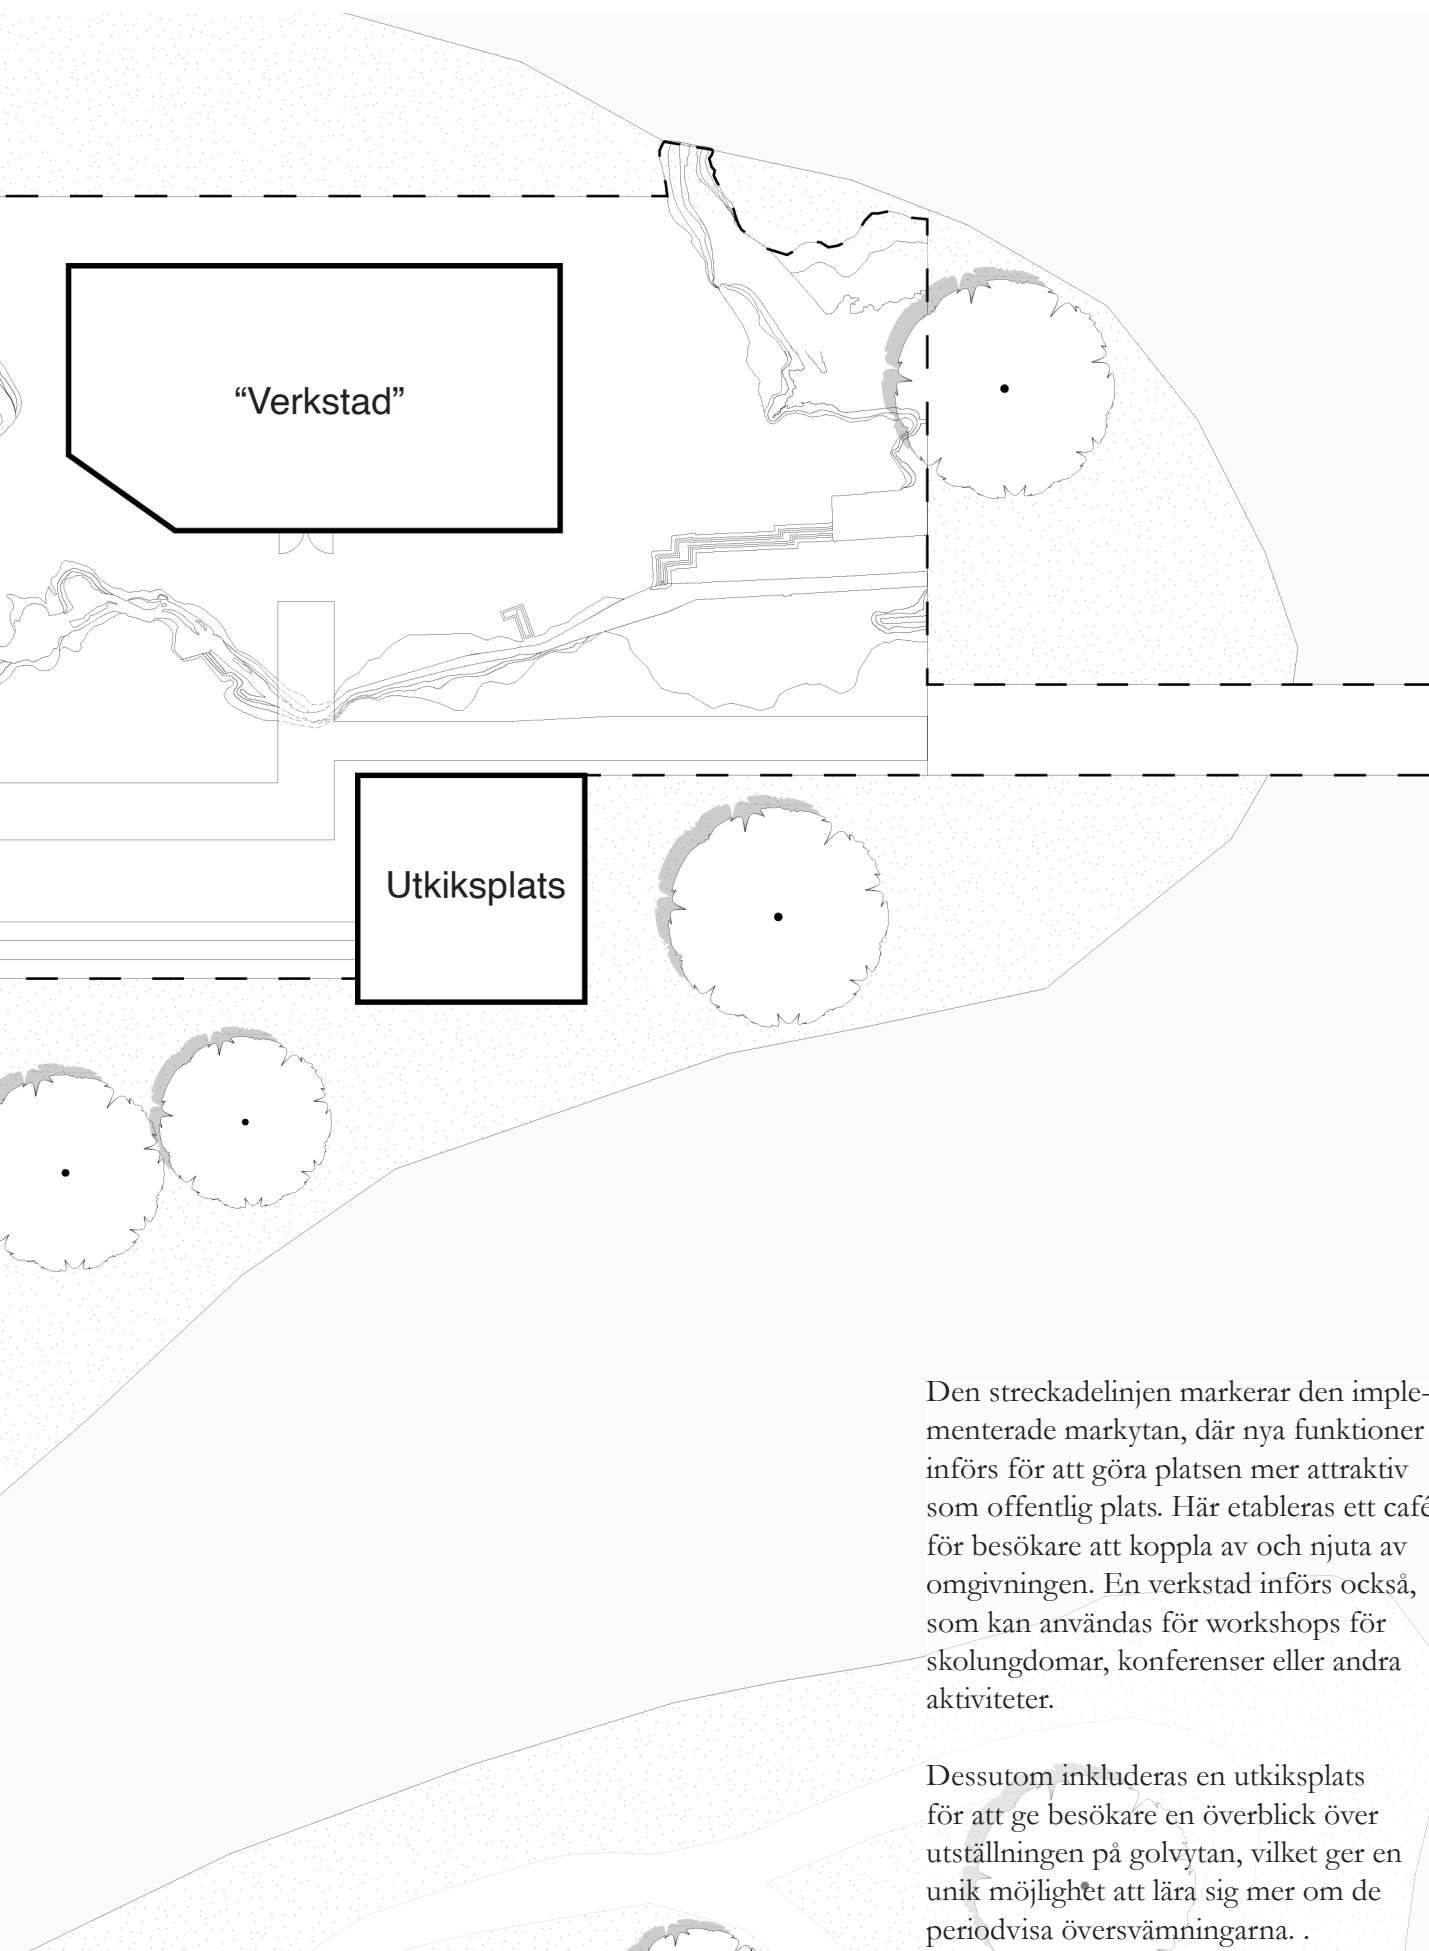 “Verkstad”
Utkiksplats
Den streckadelinjen markerar den imple-
menterade markytan, där nya funktioner
införs för att göra platsen mer attraktiv
som offentlig plats. Här etableras ett café
för besökare att koppla av och njuta av
omgivningen. En verkstad införs också,
som kan användas för workshops för
skolungdomar, konferenser eller andra
aktiviteter.
Dessutom inkluderas en utkiksplats
för att ge besökare en överblick över
utställningen på golvytan, vilket ger en
unik möjlighet att lära sig mer om de
periodvisa översvämningarna. .